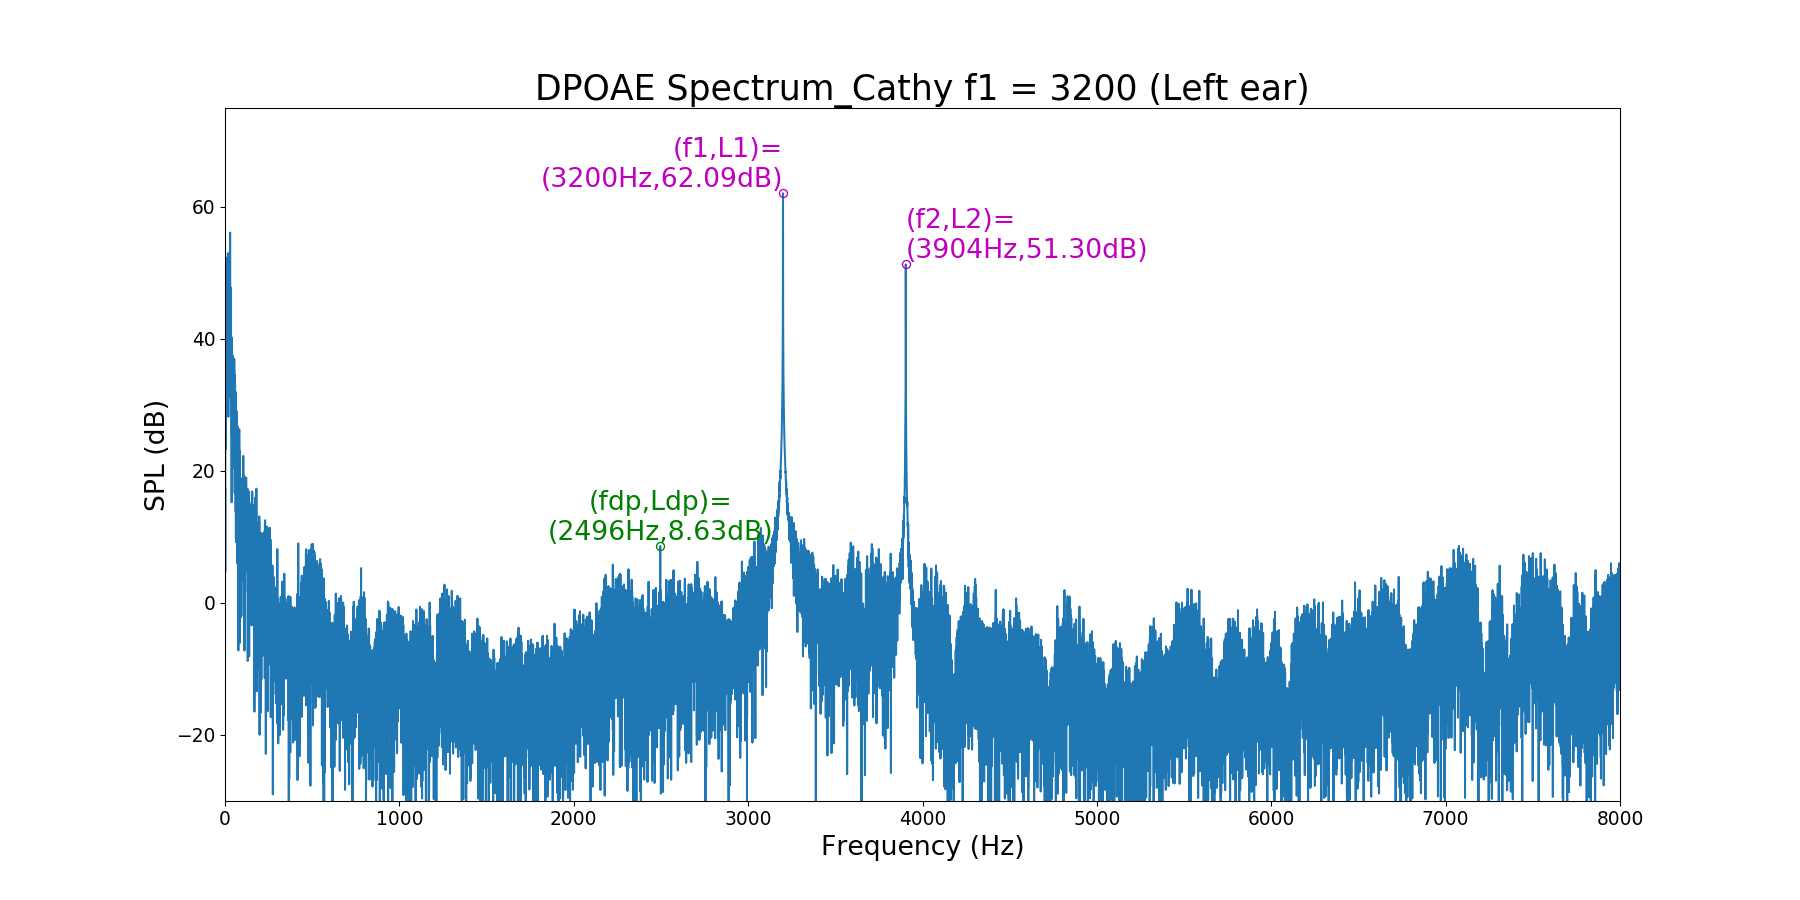 DPOAE Spectrum_Cathy f1 = 3200 (Left ear)
(f1,L1)=
(3200Hz,62.09dB)
(f2,L2)=
(3904Hz,51.30dB)
(fdp,Ldp)=
(2496Hz,8.63dB)
SPL (dB)
60
40
20
0
−20
0 1000 2000 3000 4000 5000 6000 7000 8000
Frequency (Hz)